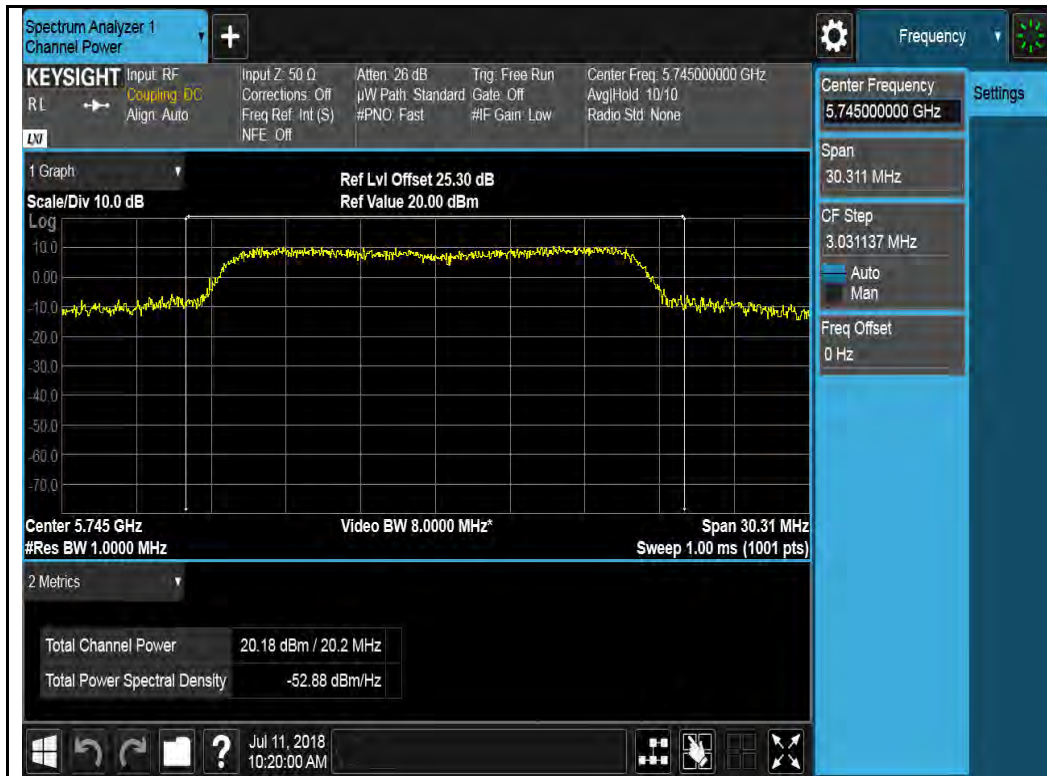 Spectrum Analyzer 1
Channel Power
+
Frequency
KEYSIGHT
RL
LXI
Input: RF
Coupling: DC
Align: Auto
Input Z: 50 Ω
Corrections: Off
Freq Ref: Int (S)
NFE: Off
Atten: 26 dB
µW Path: Standard
#PNO: Fast
Trig: Free Run
Gate: Off
#IF Gain: Low
Center Freq: 5.745000000 GHz
Avg|Hold: 10/10
Radio Std: None
Center Frequency
5.745000000 GHz
Settings
Span
30.311 MHz
CF Step
3.031137 MHz
Auto
Man
Freq Offset
0 Hz
1 Graph
Scale/Div 10.0 dB
Ref Lvl Offset 25.30 dB
Ref Value 20.00 dBm
Log
10.0
0.00
-10.0
-20.0
-30.0
-40.0
-50.0
-60.0
-70.0
Center 5.745 GHz
#Res BW 1.0000 MHz
Video BW 8.0000 MHz*
Span 30.31 MHz
Sweep 1.00 ms (1001 pts)
2 Metrics
Total Channel Power 20.18 dBm / 20.2 MHz
Total Power Spectral Density -52.88 dBm/Hz
?
Jul 11, 2018
10:20:00 AM